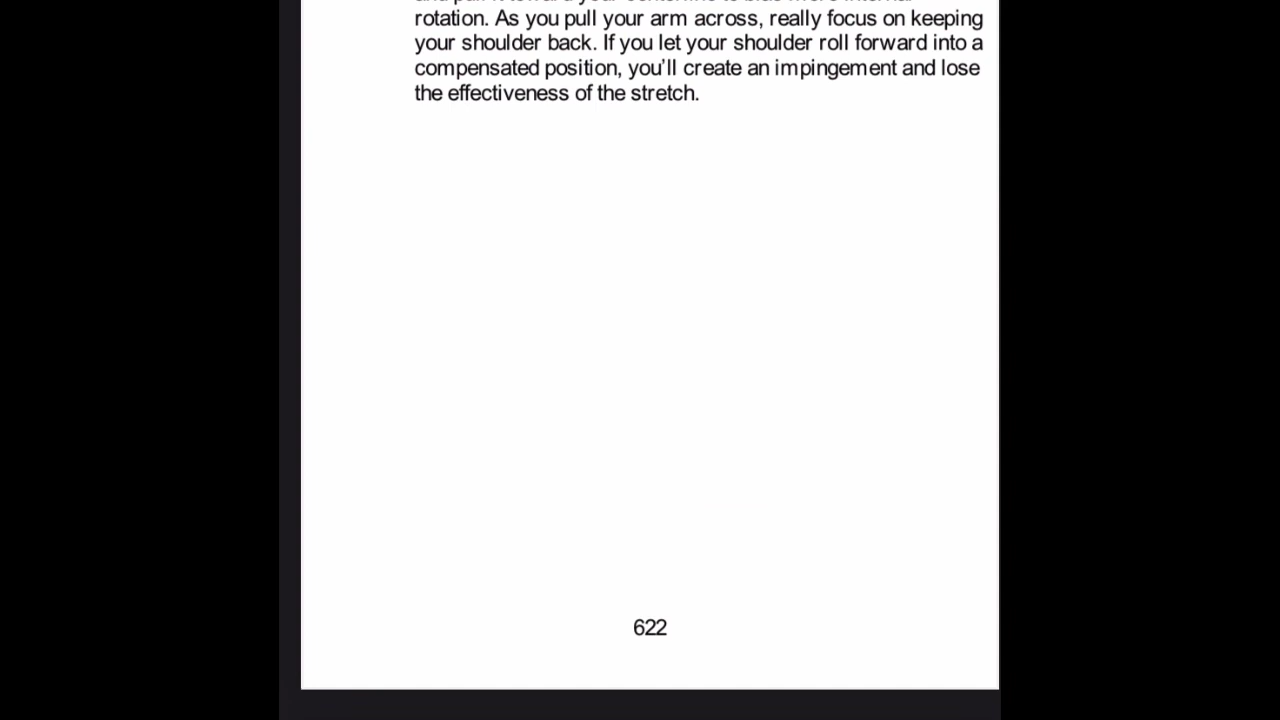 rotation. As you pull your arm across, really focus on keeping
your shoulder back. If you let your shoulder roll forward into a
compensated position, you’ll create an impingement and lose
the effectiveness of the stretch.
622